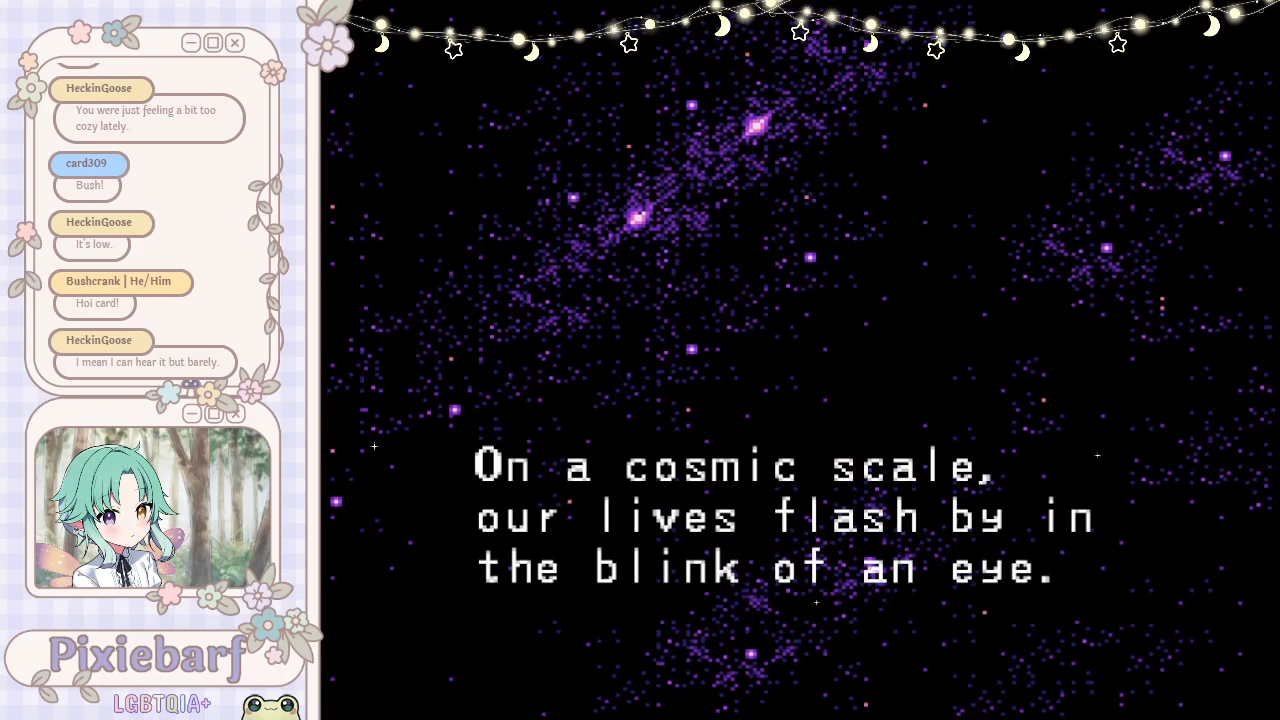 HeckinGoose
You were just feeling a bit too
cozy lately.
card309
Bush!
HeckinGoose
It's low.
Bushcrank | He/Him
Hoi card!
HeckinGoose
I mean I can hear it but barely.
Pixiebarf
LGBTQIA+
On a cosmic scale,
our lives flash by in
the blink of an eye.